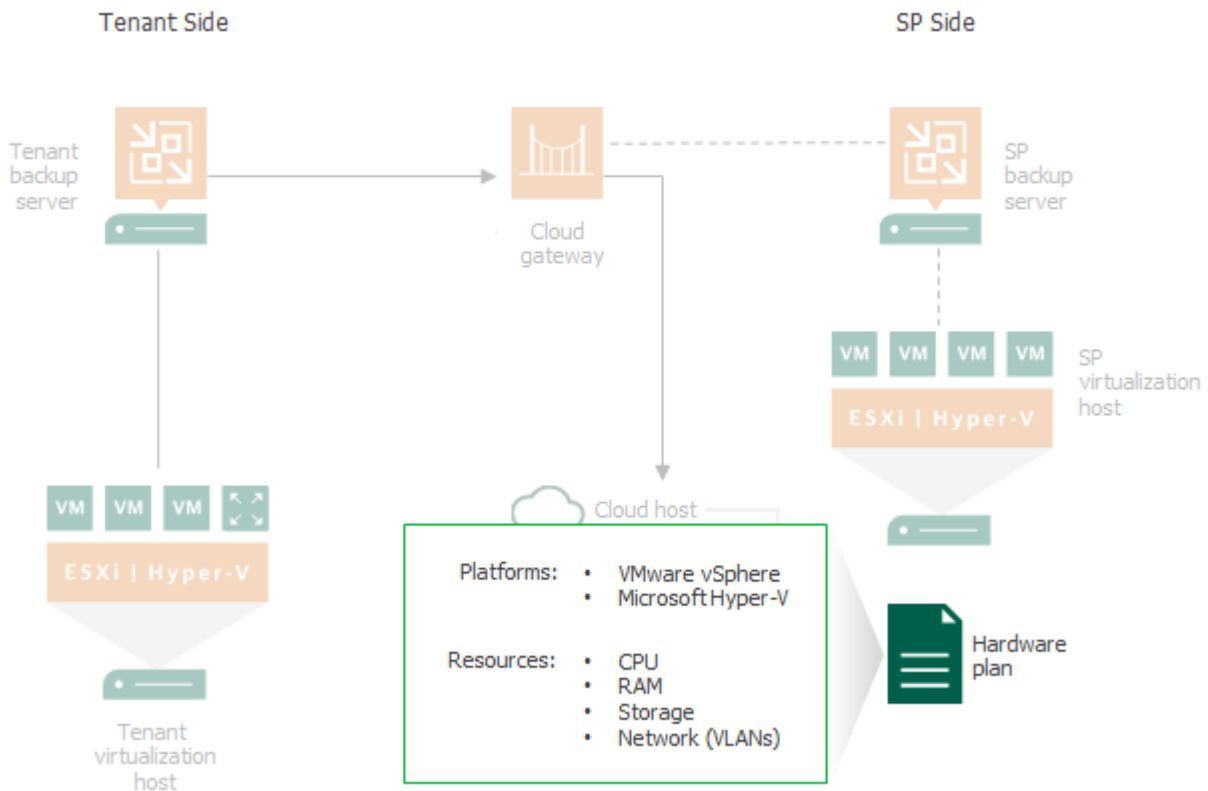 Tenant Side
SP Side
Tenant
backup
server
Cloud
gateway
SP
backup
server
VM VM VM VM
SP
virtualization
host
ESXi | Hyper-V
VM VM VM
ESXi | Hyper-V
Tenant
virtualization
host
Cloud host
Platforms: • VMware vSphere
• Microsoft Hyper-V
Resources: • CPU
• RAM
• Storage
• Network (VLANs)
Hardware
plan